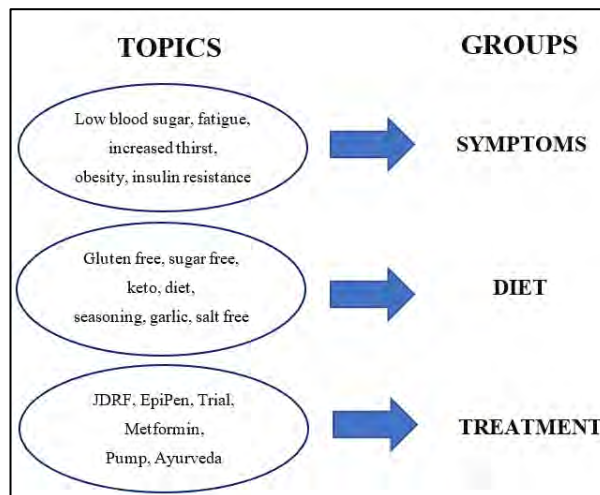 TOPICS
GROUPS
Low blood sugar, fatigue,
increased thirst,
obesity, insulin resistance
SYMPTOMS
Gluten free, sugar free,
keto, diet,
seasoning, garlic, salt free
DIET
JDRF, EpiPen, Trial,
Metformin,
Pump, Ayurveda
TREATMENT